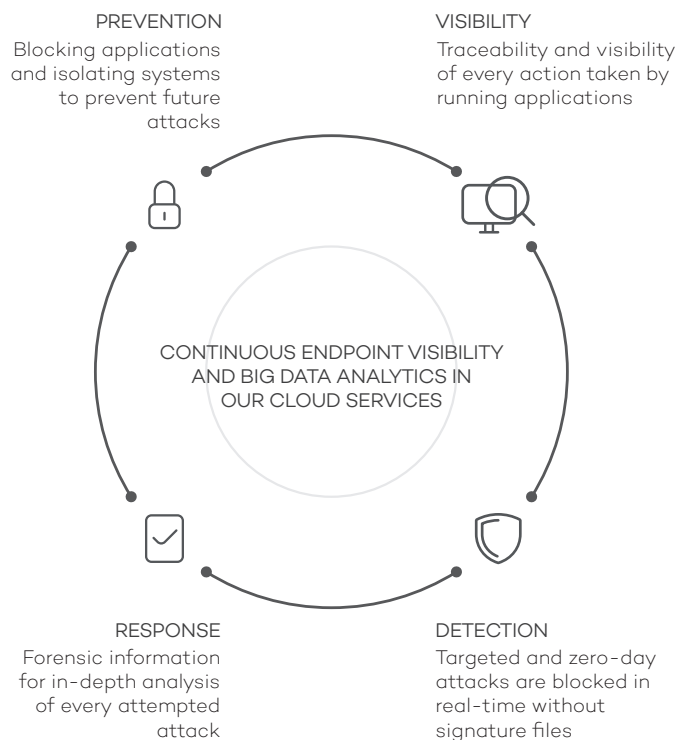 PREVENTION
Blocking applications
and isolating systems
to prevent future
attacks
VISIBILITY
Traceability and visibility
of every action taken by
running applications
CONTINUOUS ENDPOINT VISIBILITY
AND BIG DATA ANALYTICS IN
OUR CLOUD SERVICES
RESPONSE
Forensic information
for in-depth analysis
of every attempted
attack
DETECTION
Targeted and zero-day
attacks are blocked in
real-time without
signature files